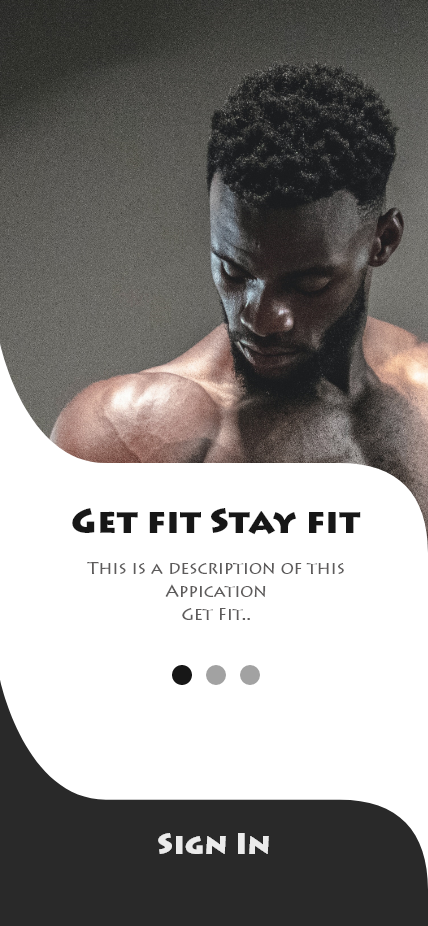 Get fit Stay fit
This is a description of this
Appication
Get Fit..
Sign In